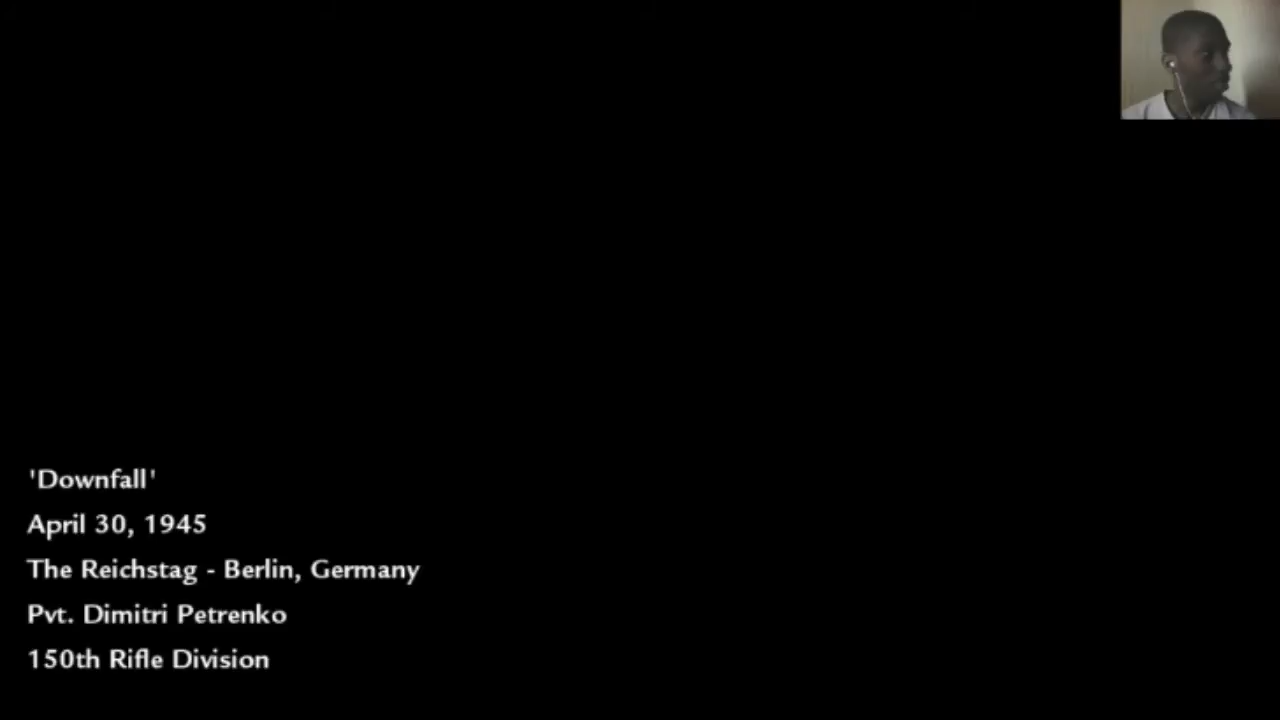 'Downfall'
April 30, 1945
The Reichstag - Berlin, Germany
Pvt. Dimitri Petrenko
150th Rifle Division